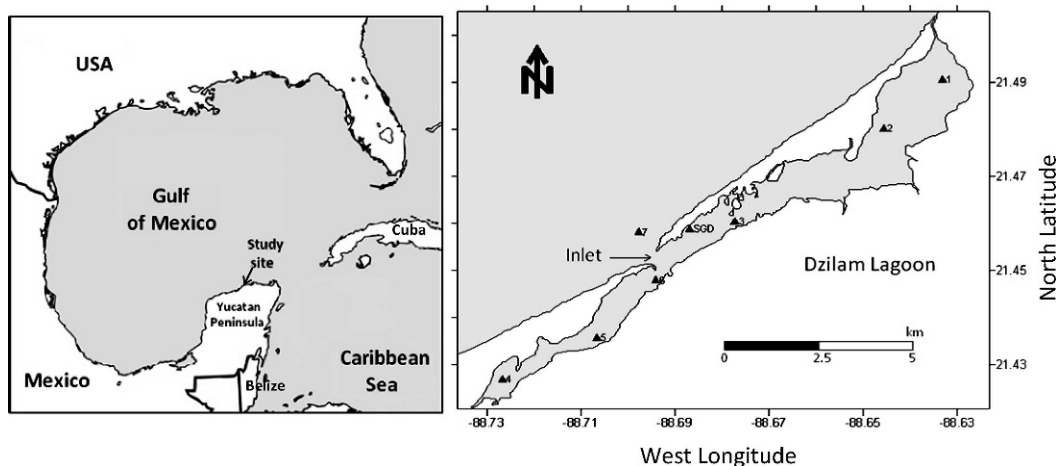 USA
Gulf
of Mexico
Cuba
Study
site
Yucatan
Peninsula
Mexico
Belize
Caribbean
Sea
N
1
2
3
SGD
7
Inlet
6
5
4
Dzilam Lagoon
km
0
2.5
5
21.49
21.47
21.45
21.43
North Latitude
-88.73
-88.71
-88.69
-88.67
-88.65
-88.63
West Longitude